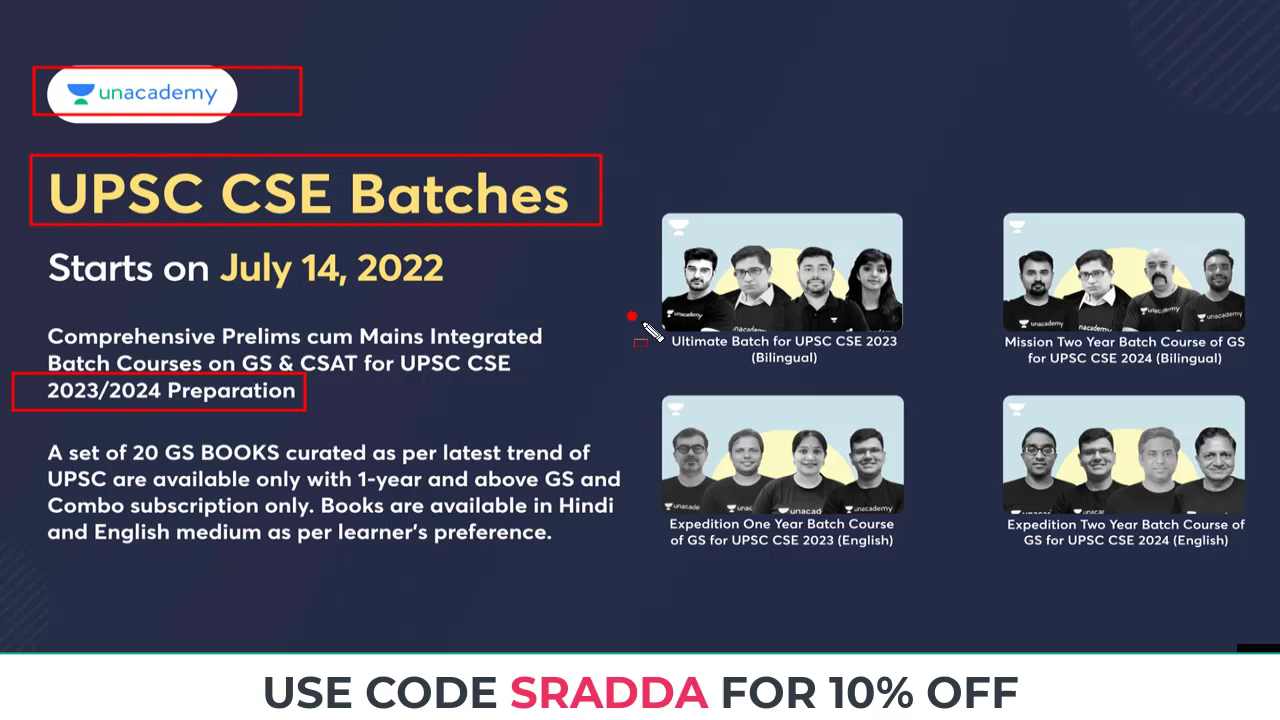 unacademy
UPSC CSE Batches
Starts on July 14, 2022
Comprehensive Prelims cum Mains Integrated
Batch Courses on GS & CSAT for UPSC CSE
2023/2024 Preparation
A set of 20 GS BOOKS curated as per latest trend of
UPSC are available only with 1-year and above GS and
Combo subscription only. Books are available in Hindi
and English medium as per learner's preference.
Ultimate Batch for UPSC CSE 2023
(Bilingual)
Mission Two Year Batch Course of GS
for UPSC CSE 2024 (Bilingual)
Expedition One Year Batch Course
of GS for UPSC CSE 2023 (English)
Expedition Two Year Batch Course of
GS for UPSC CSE 2024 (English)
USE CODE SRADDA FOR 10% OFF